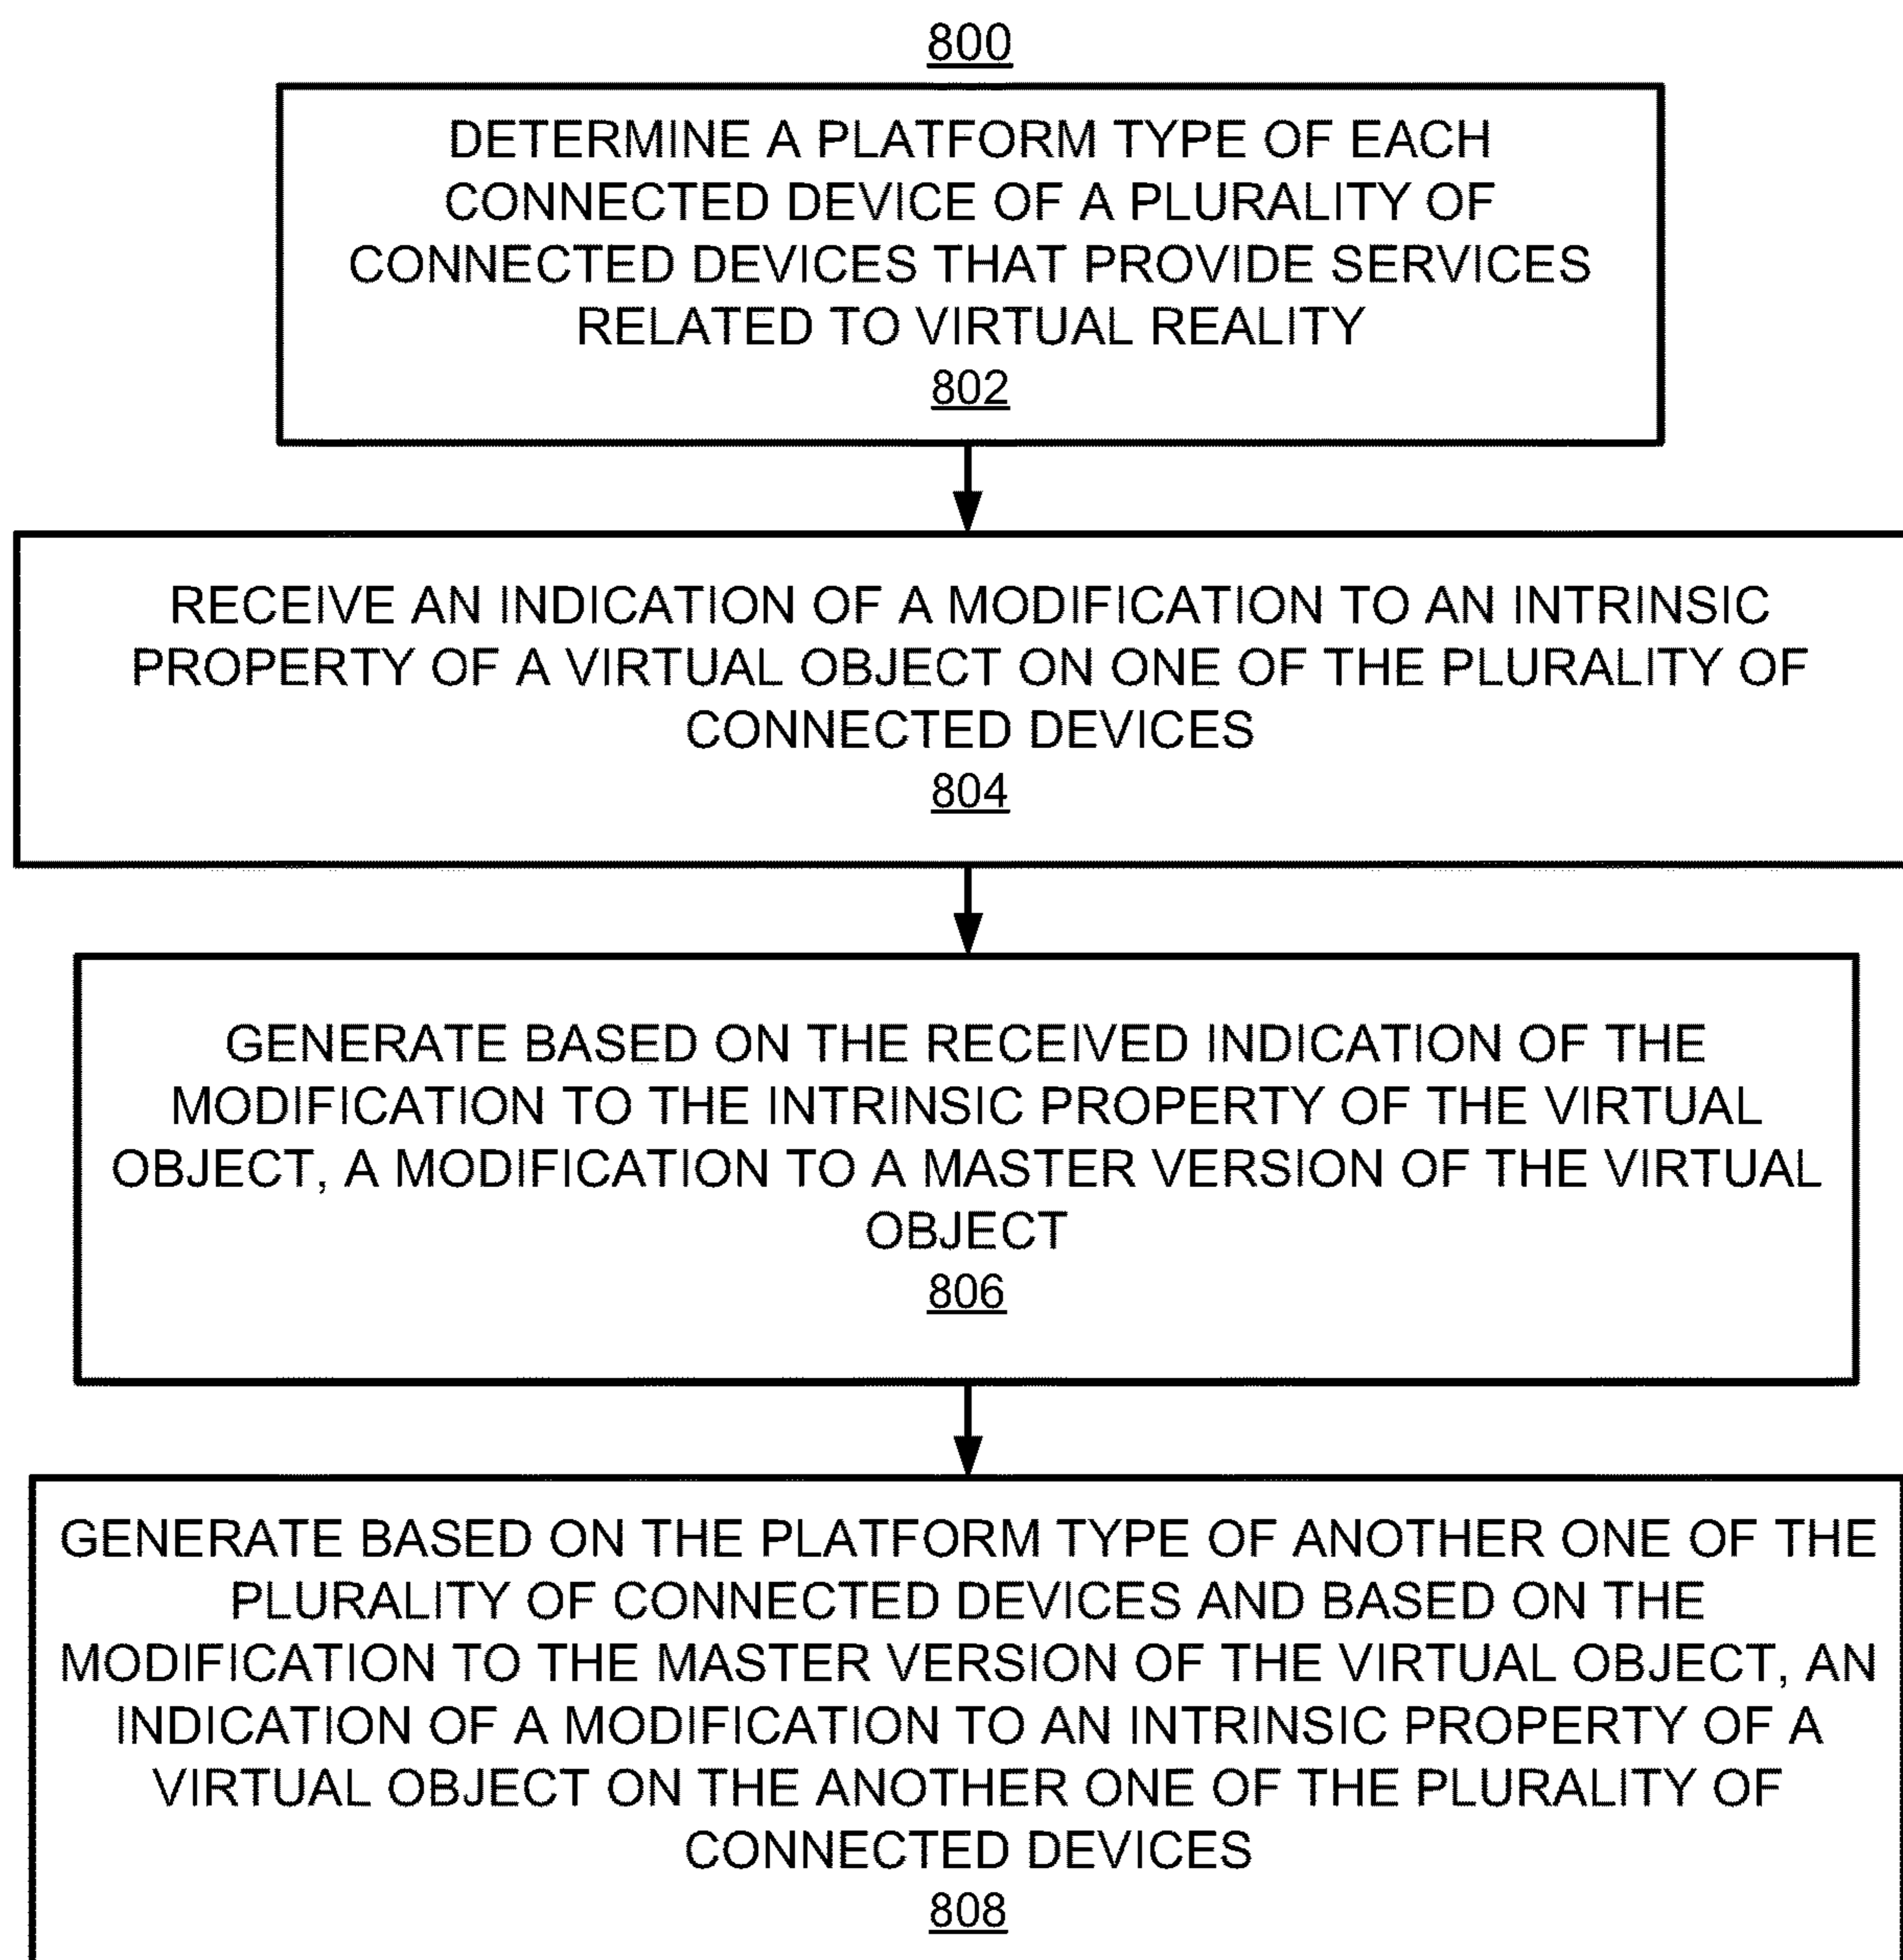 800
DETERMINE A PLATFORM TYPE OF EACH
CONNECTED DEVICE OF A PLURALITY OF
CONNECTED DEVICES THAT PROVIDE SERVICES
RELATED TO VIRTUAL REALITY
802
RECEIVE AN INDICATION OF A MODIFICATION TO AN INTRINSIC
PROPERTY OF A VIRTUAL OBJECT ON ONE OF THE PLURALITY OF
CONNECTED DEVICES
804
GENERATE BASED ON THE RECEIVED INDICATION OF THE
MODIFICATION TO THE INTRINSIC PROPERTY OF THE VIRTUAL
OBJECT, A MODIFICATION TO A MASTER VERSION OF THE VIRTUAL
OBJECT
806
GENERATE BASED ON THE PLATFORM TYPE OF ANOTHER ONE OF THE
PLURALITY OF CONNECTED DEVICES AND BASED ON THE
MODIFICATION TO THE MASTER VERSION OF THE VIRTUAL OBJECT, AN
INDICATION OF A MODIFICATION TO AN INTRINSIC PROPERTY OF A
VIRTUAL OBJECT ON THE ANOTHER ONE OF THE PLURALITY OF
CONNECTED DEVICES
808